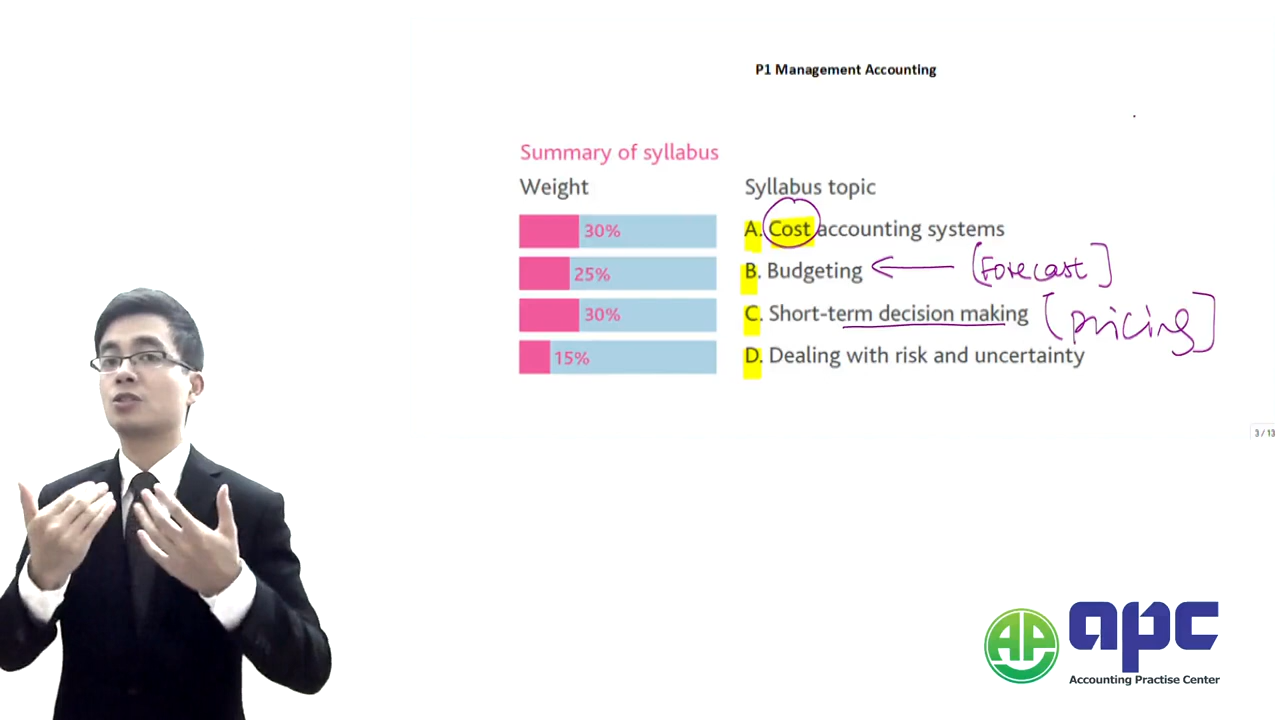 P1 Management Accounting
Summary of syllabus
Weight Syllabus topic
30% A. Cost accounting systems
25% B. Budgeting [Forecast]
30% C. Short-term decision making [pricing]
15% D. Dealing with risk and uncertainty
3 / 13
AP apc
Accounting Practise Center